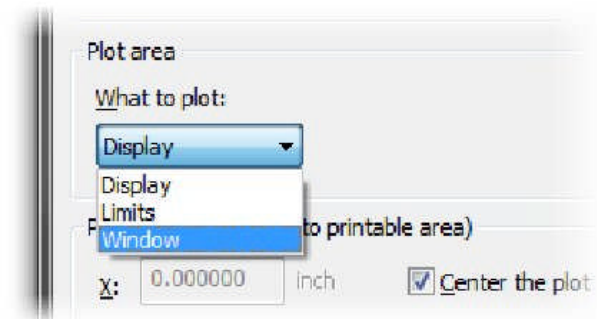 Plot area
What to plot:
Display
Display
Limits
Window
to printable area)
X: 0.000000 inch Center the plot